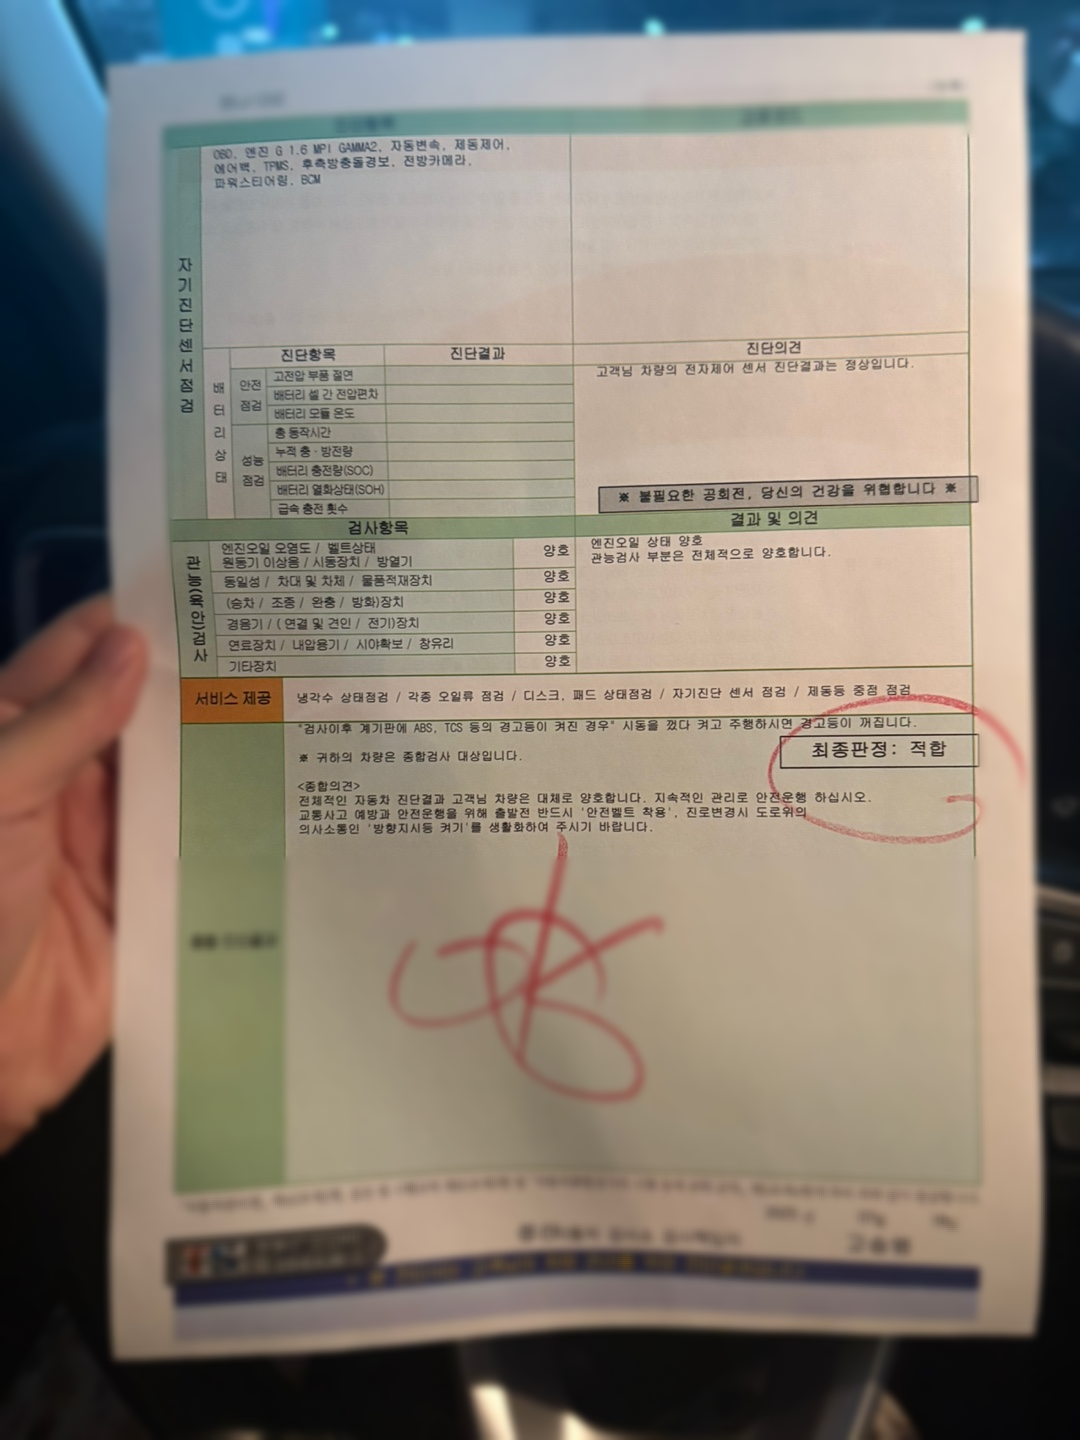 OBD, 엔진 G 1.6 MPI GAMMA2, 자동변속, 제동제어,
에어백, TPMS, 후측방충돌경보, 전방카메라,
파워스티어링, BCM
자기진단센서점검
진단항목 진단결과 진단의견
배터리상태
안전점검
고전압 부품 절연
배터리 셀 간 전압편차
배터리 모듈 온도
성능점검
총 동작시간
누적 충·방전량
배터리 충전량(SOC)
배터리 열화상태(SOH)
급속 충전 횟수
고객님 차량의 전자제어 센서 진단결과는 정상입니다.
※ 불필요한 공회전, 당신의 건강을 위협합니다 ※
검사항목 결과 및 의견
관능(육안)검사
엔진오일 오염도 / 벨트상태
원동기 이상음 / 시동장치 / 방열기 양호
동일성 / 차대 및 차체 / 물품적재장치 양호
(승차 / 조종 / 완충 / 방화)장치 양호
경음기 / ( 연결 및 견인 / 전기)장치 양호
연료장치 / 내압용기 / 시야확보 / 창유리 양호
기타장치 양호
엔진오일 상태 양호
관능검사 부분은 전체적으로 양호합니다.
서비스 제공 냉각수 상태점검 / 각종 오일류 점검 / 디스크, 패드 상태점검 / 자기진단 센서 점검 / 제동등 중점 점검
"검사이후 계기판에 ABS, TCS 등의 경고등이 켜진 경우" 시동을 껐다 켜고 주행하시면 경고등이 꺼집니다.
※ 귀하의 차량은 종합검사 대상입니다.
최종판정: 적합
<종합의견>
전체적인 자동차 진단결과 고객님 차량은 대체로 양호합니다. 지속적인 관리로 안전운행 하십시오.
교통사고 예방과 안전운행을 위해 출발전 반드시 '안전벨트 착용', 진로변경시 도로위의
의사소통인 '방향지시등 켜기'를 생활화하여 주시기 바랍니다.